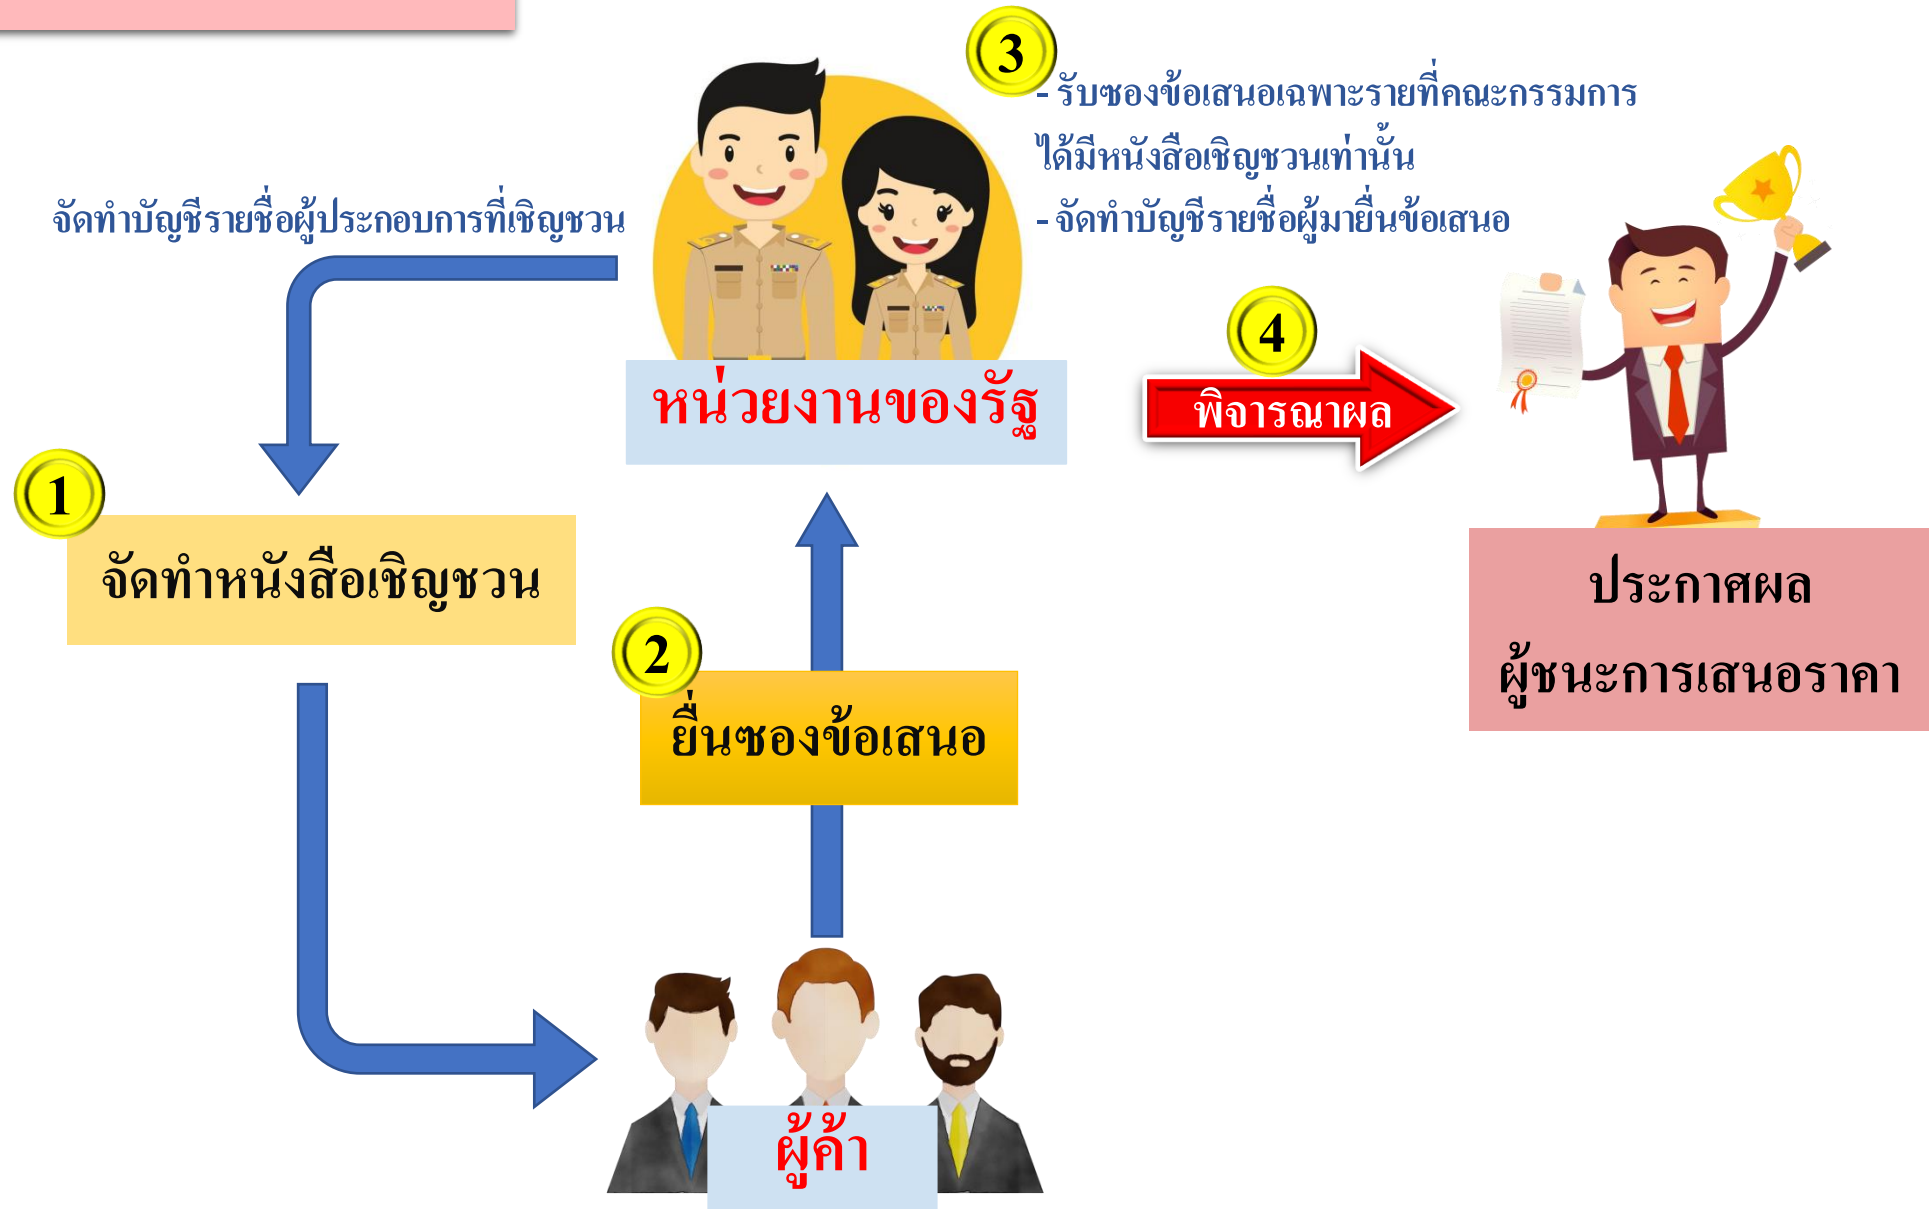 จัดทำบัญชีรายชื่อผู้ประกอบการที่เชิญชวน
หน่วยงานของรัฐ
3
- รับซองข้อเสนอเฉพาะรายที่คณะกรรมการ
ได้มีหนังสือเชิญชวนเท่านั้น
- จัดทำบัญชีรายชื่อผู้มายื่นข้อเสนอ
1
จัดทำหนังสือเชิญชวน
2
ยื่นซองข้อเสนอ
ผู้ค้า
4
พิจารณาผล
ประกาศผล
ผู้ชนะการเสนอราคา